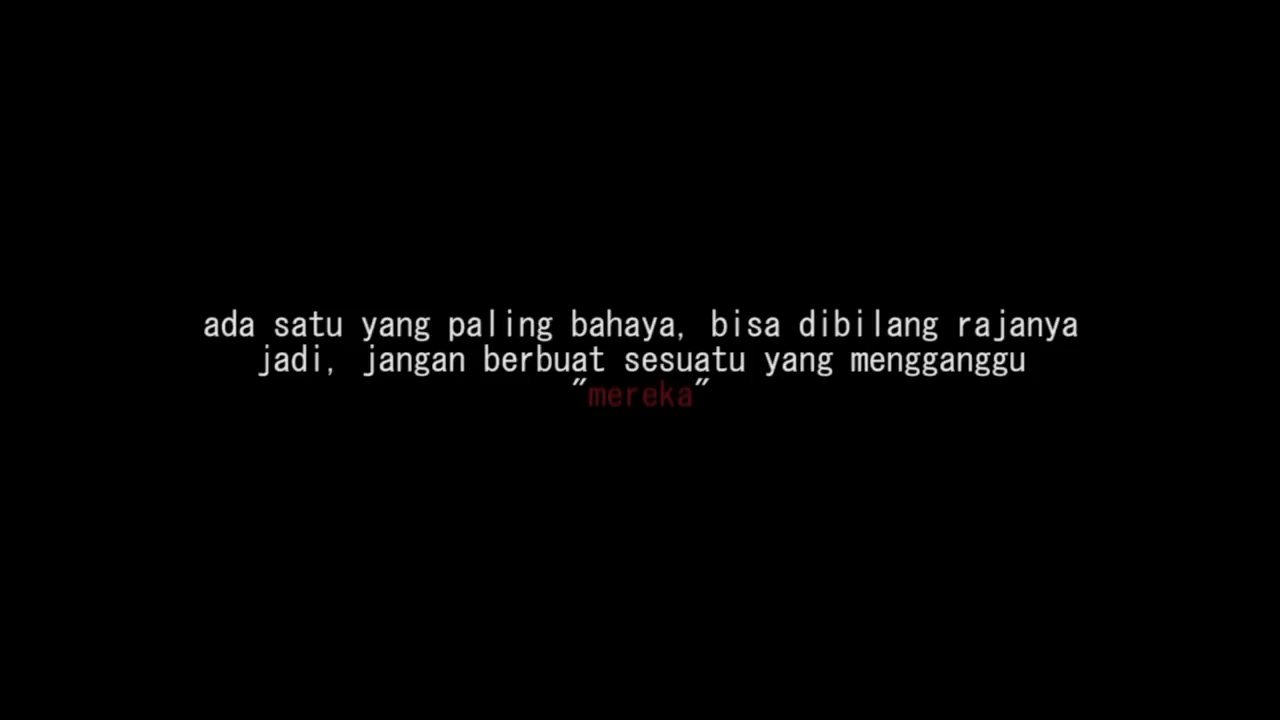 ada satu yang paling bahaya, bisa dibilang rajanya
jadi, jangan berbuat sesuatu yang mengganggu
"mereka"